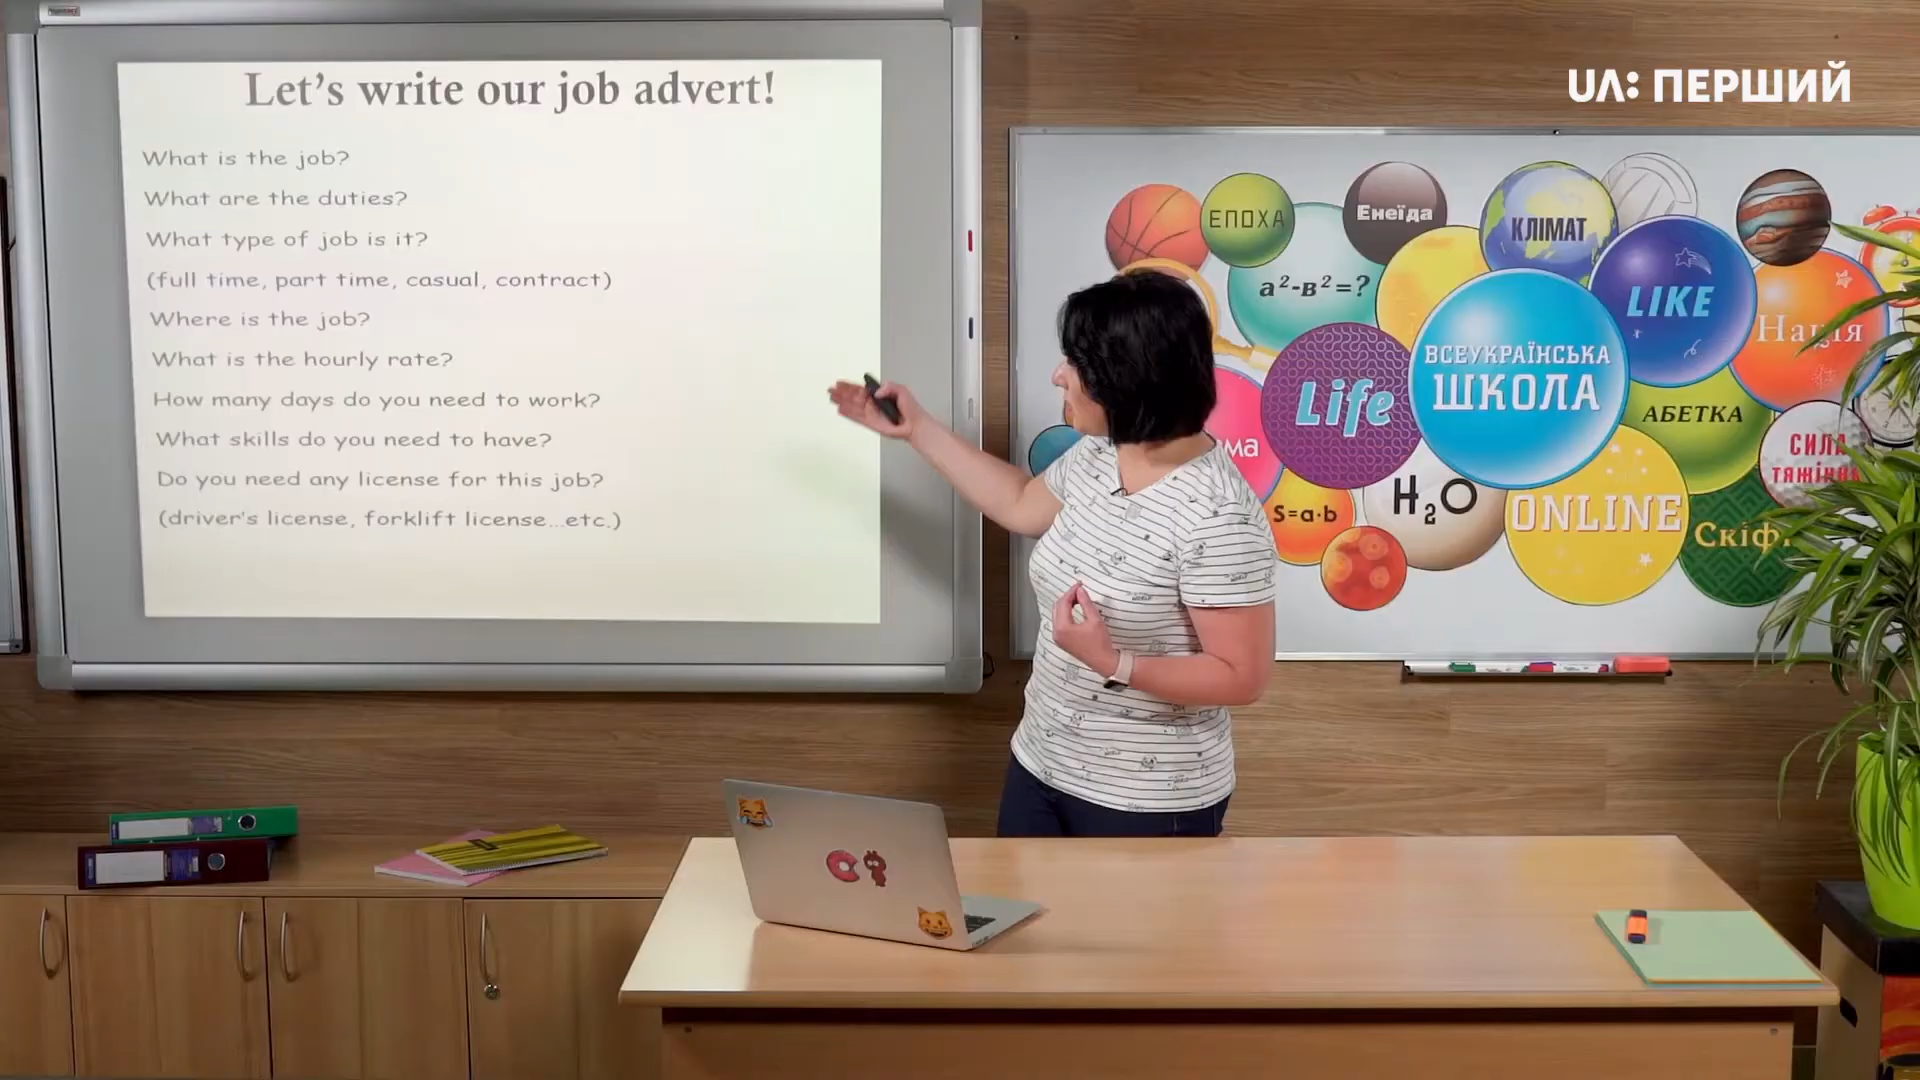 Let's write our job advert!
What is the job?
What are the duties?
What type of job is it?
(full time, part time, casual, contract)
Where is the job?
What is the hourly rate?
How many days do you need to work?
What skills do you need to have?
Do you need any license for this job?
(driver's license, forklift license...etc.)
UA: ПЕРШИЙ
ЕПОХА
Енеїда
КЛІМАТ
a²-в²=?
LIKE
Нація
Life
ВСЕУКРАЇНСЬКА
ШКОЛА
АБЕТКА
СИЛА
H₂O
S=a·b
ONLINE